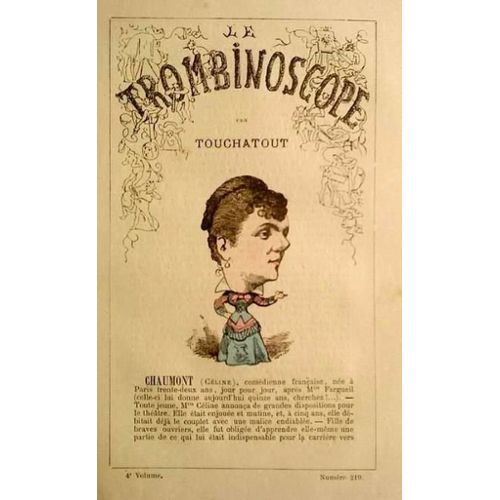 LE
TROMBINOSCOPE
PAR
TOUCHATOUT
CHAUMONT (CÉLINE), comédienne française, née à
Paris trente-deux ans, jour pour jour, après Mlle Fargueil
(celle-ci lui donne aujourd'hui quinze ans, cherchez!...). —
Toute jeune, Mlle Céline annonça de grandes dispositions pour
le théâtre. Elle était enjouée et mutine, et, à cinq ans, elle dé-
bitait déjà le couplet avec une malice endiablée. — Fille de
braves ouvriers, elle fut obligée d'apprendre elle-même une
partie de ce qui lui était indispensable pour la carrière vers
4e Volume.
Numéro 219.